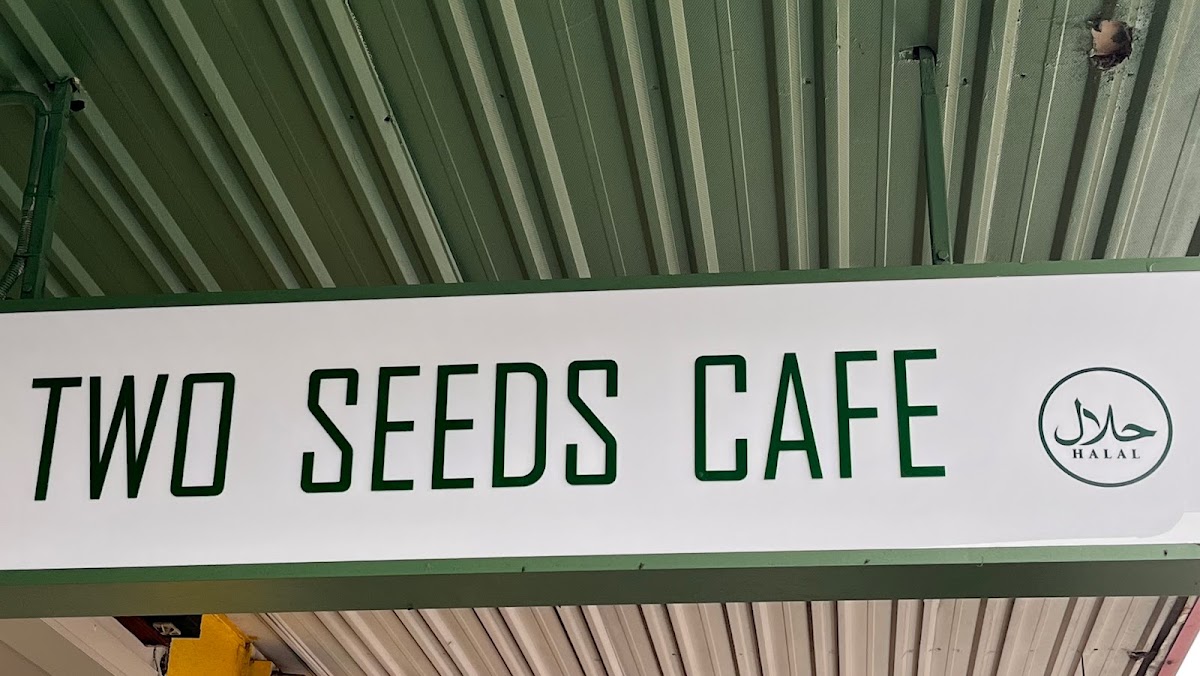 TWO SEEDS CAFE
حلال
HALAL